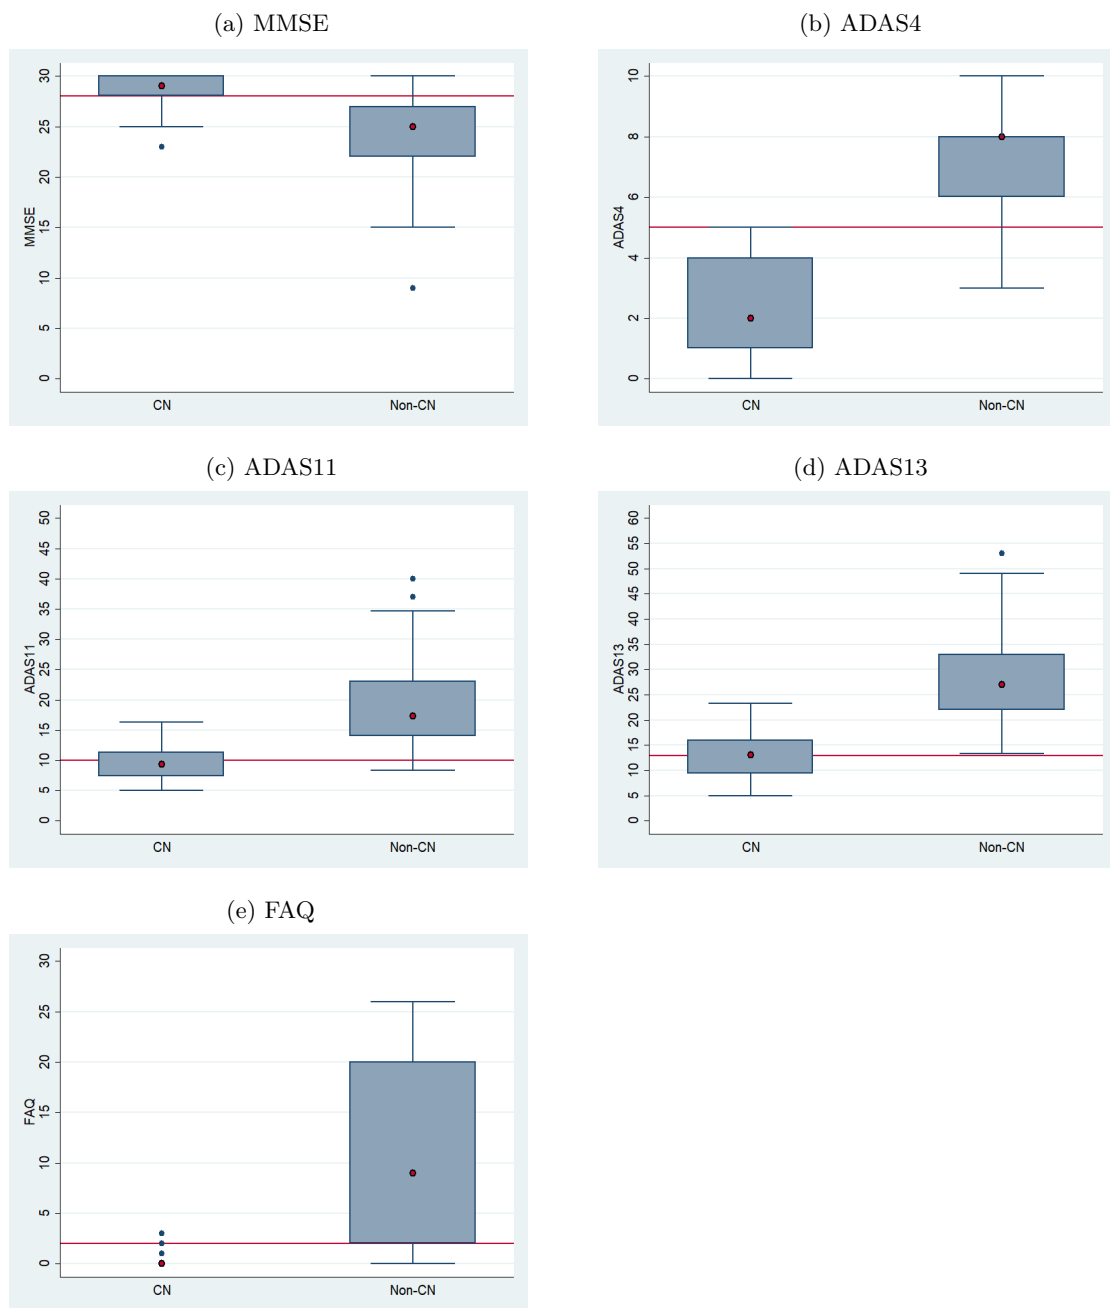 (a) MMSE
(b) ADAS4
30
25
20
15
10
5
0
MMSE
CN
Non-CN
10
8
6
4
2
0
ADAS4
CN
Non-CN
(c) ADAS11
(d) ADAS13
50
45
40
35
30
25
20
15
10
5
0
ADAS11
CN
Non-CN
60
55
50
45
40
35
30
25
20
15
10
5
0
ADAS13
CN
Non-CN
(e) FAQ
30
25
20
15
10
5
0
FAQ
CN
Non-CN